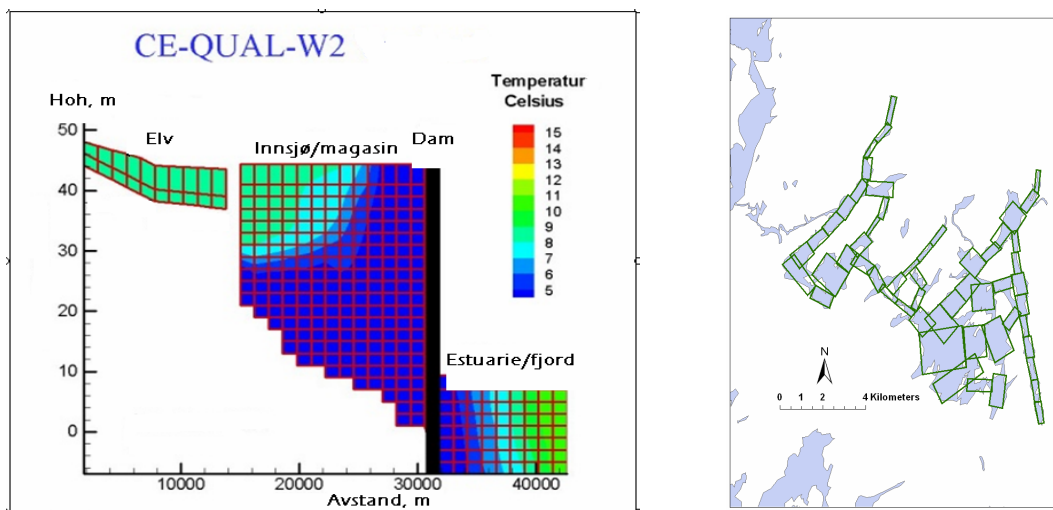 CE-QUAL-W2
Temperatur
Celsius
Hoh, m
Elv
Innsjø/magasin
Dam
50
40
30
20
10
0
15
14
13
12
11
10
9
8
7
6
5
Estuarie/fjord
10000
20000
30000
40000
Avstand, m
N
0 1 2 4 Kilometers